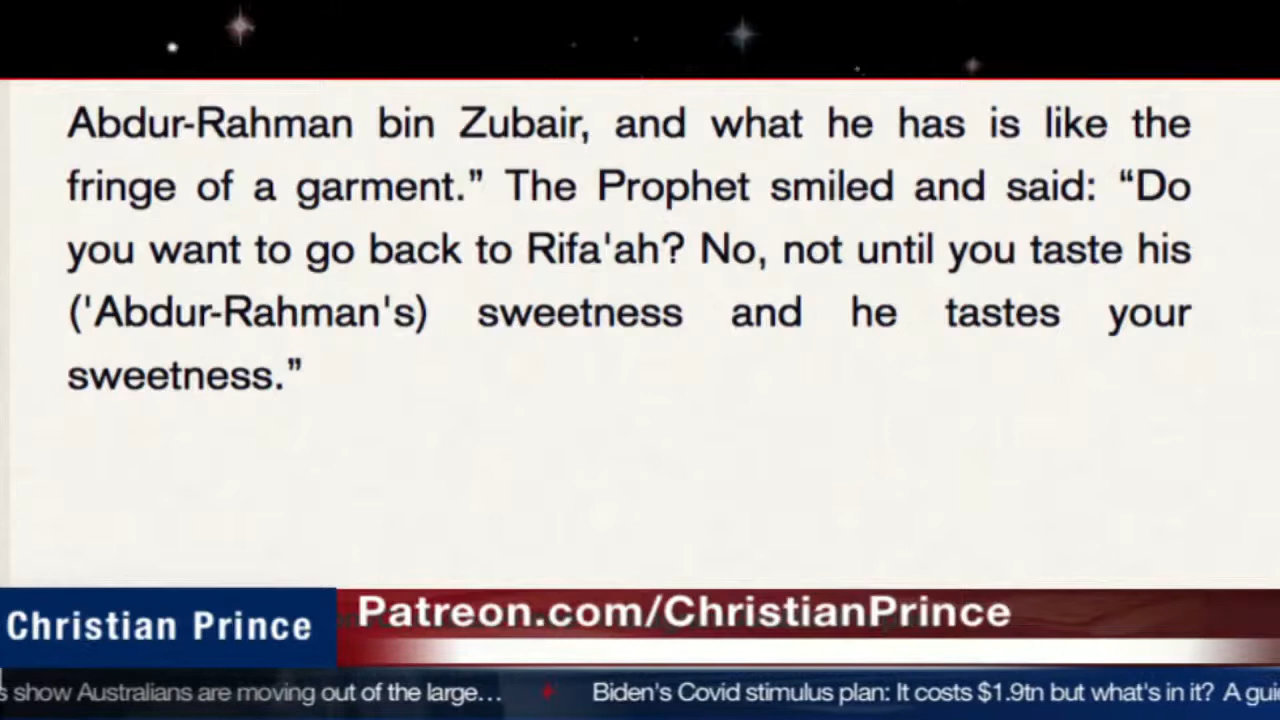 Abdur-Rahman bin Zubair, and what he has is like the
fringe of a garment.” The Prophet smiled and said: “Do
you want to go back to Rifa'ah? No, not until you taste his
('Abdur-Rahman's) sweetness and he tastes your
sweetness.”
Christian Prince
Patreon.com/ChristianPrince
s show Australians are moving out of the large... Biden's Covid stimulus plan: It costs $1.9tn but what's in it? A gui